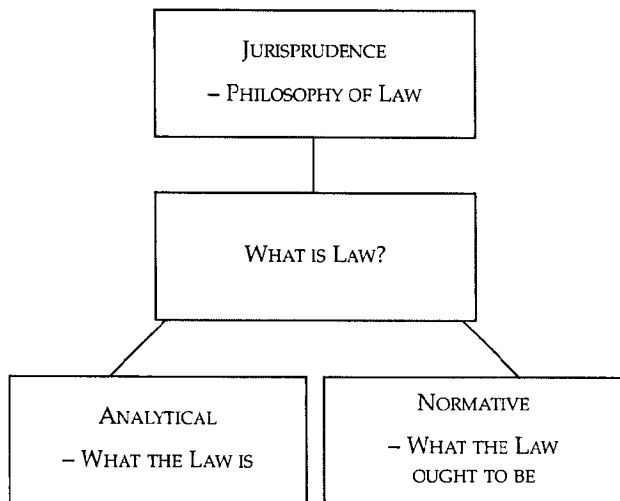 JURISPRUDENCE
– PHILOSOPHY OF LAW
WHAT IS LAW?
ANALYTICAL
– WHAT THE LAW IS
NORMATIVE
– WHAT THE LAW
OUGHT TO BE